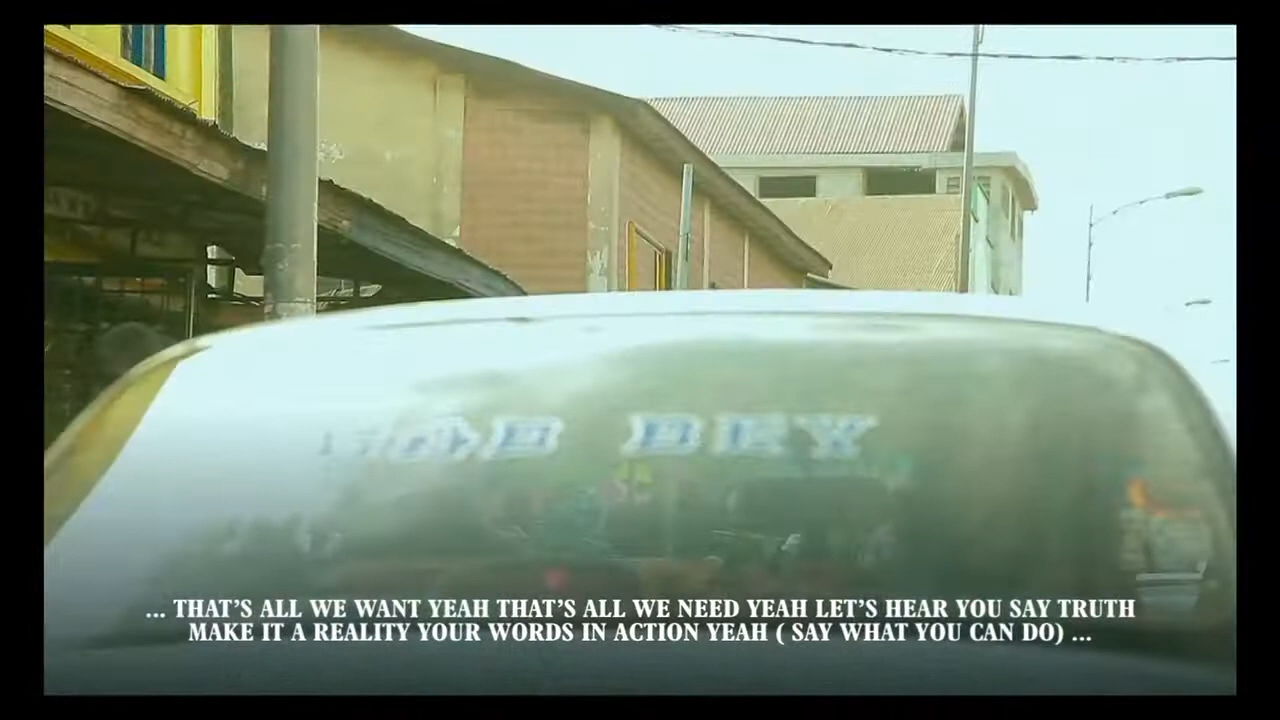 BEY
... THAT'S ALL WE WANT YEAH THAT'S ALL WE NEED YEAH LET'S HEAR YOU SAY TRUTH
MAKE IT A REALITY YOUR WORDS IN ACTION YEAH ( SAY WHAT YOU CAN DO) ...